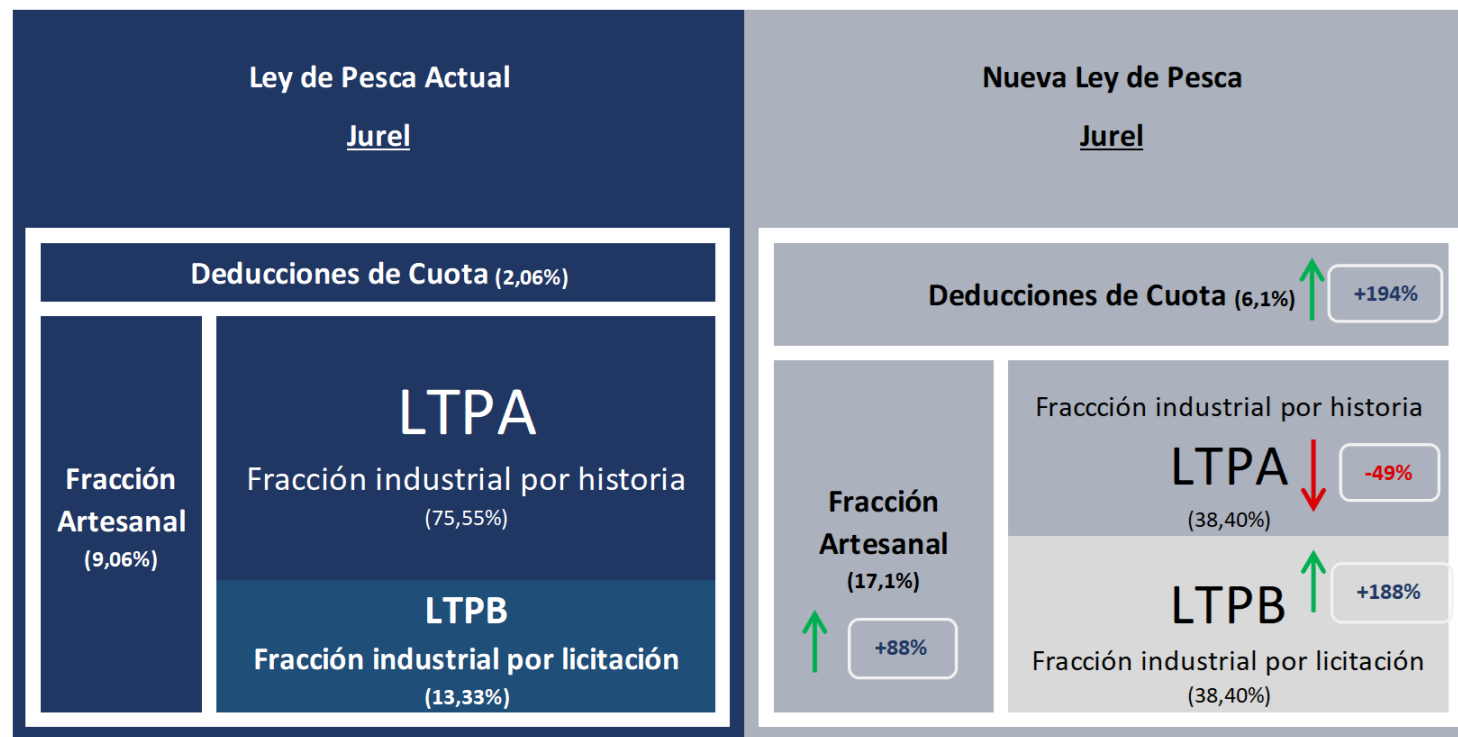 Ley de Pesca Actual
Jurel
Deducciones de Cuota (2,06%)
Fracción
Artesanal
(9,06%)
LTPA
Fracción industrial por historia
(75,55%)
LTPB
Fracción industrial por licitación
(13,33%)
Nueva Ley de Pesca
Jurel
Deducciones de Cuota (6,1%)
+194%
Fracción
Artesanal
(17,1%)
+88%
Fraccción industrial por historia
LTPA
-49%
(38,40%)
LTPB
+188%
Fracción industrial por licitación
(38,40%)